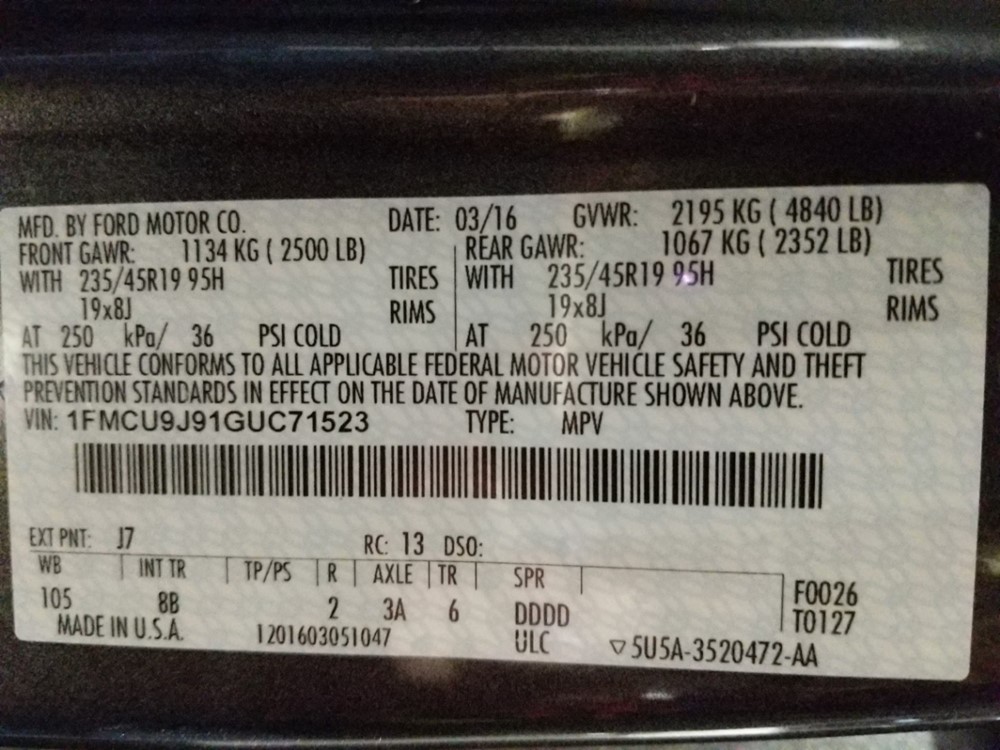 MFD. BY FORD MOTOR CO. DATE: 03/16 GVWR: 2195 KG ( 4840 LB)
FRONT GAWR: 1134 KG ( 2500 LB) REAR GAWR: 1067 KG ( 2352 LB)
WITH 235/45R19 95H TIRES WITH 235/45R19 95H TIRES
19x8J RIMS 19x8J RIMS
AT 250 kPa/ 36 PSI COLD AT 250 kPa/ 36 PSI COLD
THIS VEHICLE CONFORMS TO ALL APPLICABLE FEDERAL MOTOR VEHICLE SAFETY AND THEFT
PREVENTION STANDARDS IN EFFECT ON THE DATE OF MANUFACTURE SHOWN ABOVE.
VIN: 1FMCU9J91GUC71523 TYPE: MPV
EXT PNT: J7 RC: 13 DSO:
WB INT TR TP/PS R AXLE TR SPR
105 8B 2 3A 6 DDDD F0026
T0127
MADE IN U.S.A. 1201603051047 ULC ▽5U5A-3520472-AA